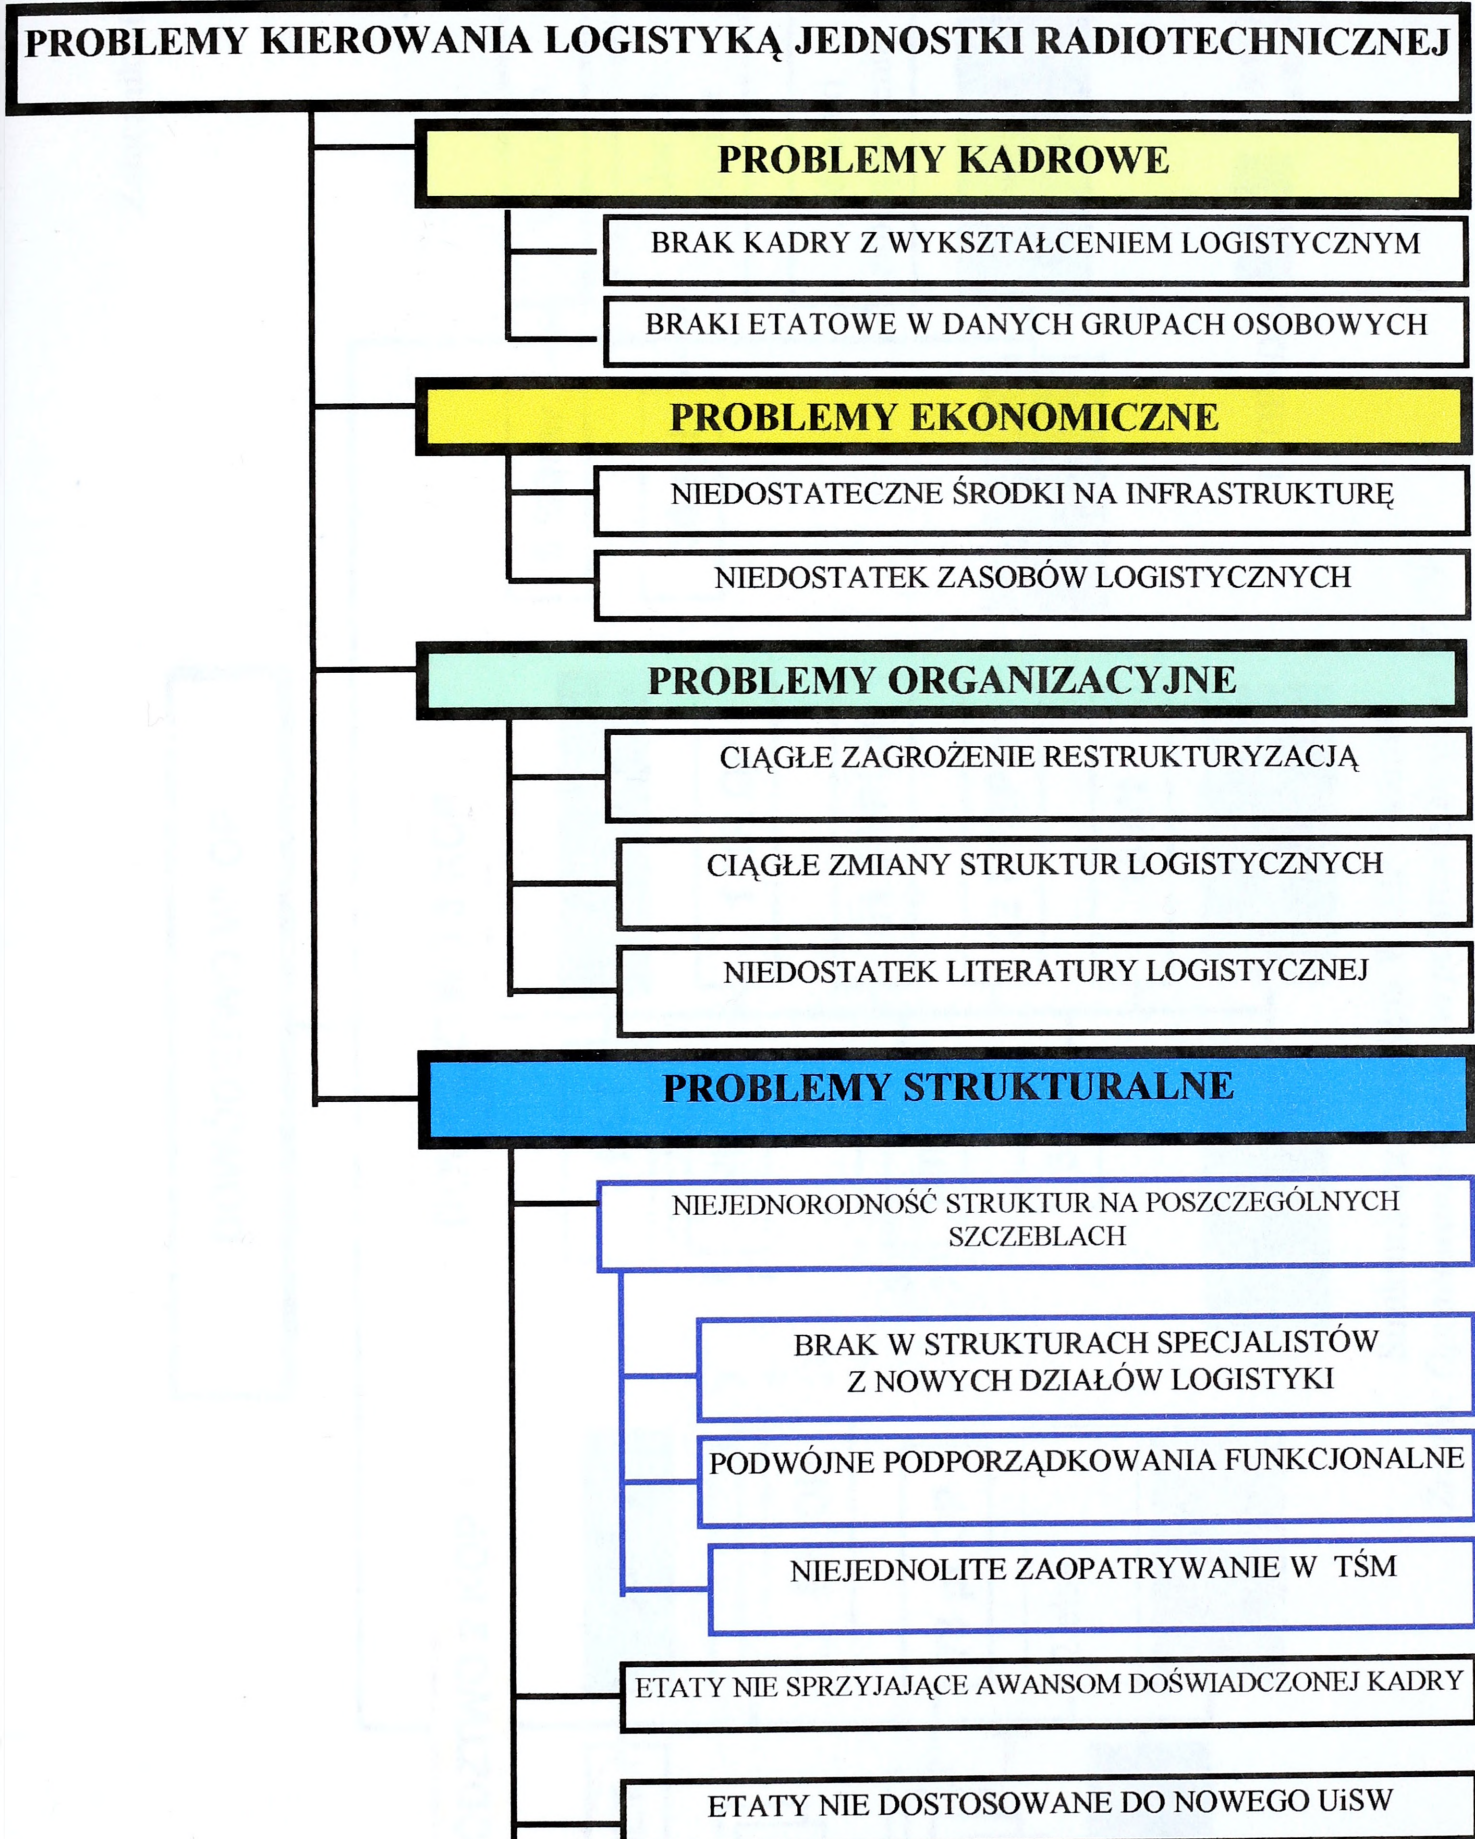 PROBLEMY KIEROWANIA LOGISTYKĄ JEDNOSTKI RADIOTECHNICZNEJ
PROBLEMY KADROWE
BRAK KADRY Z WYKSZTAŁCENIEM LOGISTYCZNYM
BRAKI ETATOWE W DANYCH GRUPACH OSOBOWYCH
PROBLEMY EKONOMICZNE
NIEDOSTATECZNE ŚRODKI NA INFRASTRUKTURĘ
NIEDOSTATEK ZASOBÓW LOGISTYCZNYCH
PROBLEMY ORGANIZACYJNE
CIĄGŁE ZAGROŻENIE RESTRUKTURYZACJĄ
CIĄGŁE ZMIANY STRUKTUR LOGISTYCZNYCH
NIEDOSTATEK LITERATURY LOGISTYCZNEJ
PROBLEMY STRUKTURALNE
NIEJEDNORODNOŚĆ STRUKTUR NA POSZCZEGÓLNYCH
SZCZEBLACH
BRAK W STRUKTURACH SPECJALISTÓW
Z NOWYCH DZIAŁÓW LOGISTYKI
PODWÓJNE PODPORZĄDKOWANIA FUNKCJONALNE
NIEJEDNOLITE ZAOPATRYWANIE W TŚM
ETATY NIE SPRZYJAJĄCE AWANSOM DOŚWIADCZONEJ KADRY
ETATY NIE DOSTOSOWANE DO NOWEGO UiSW